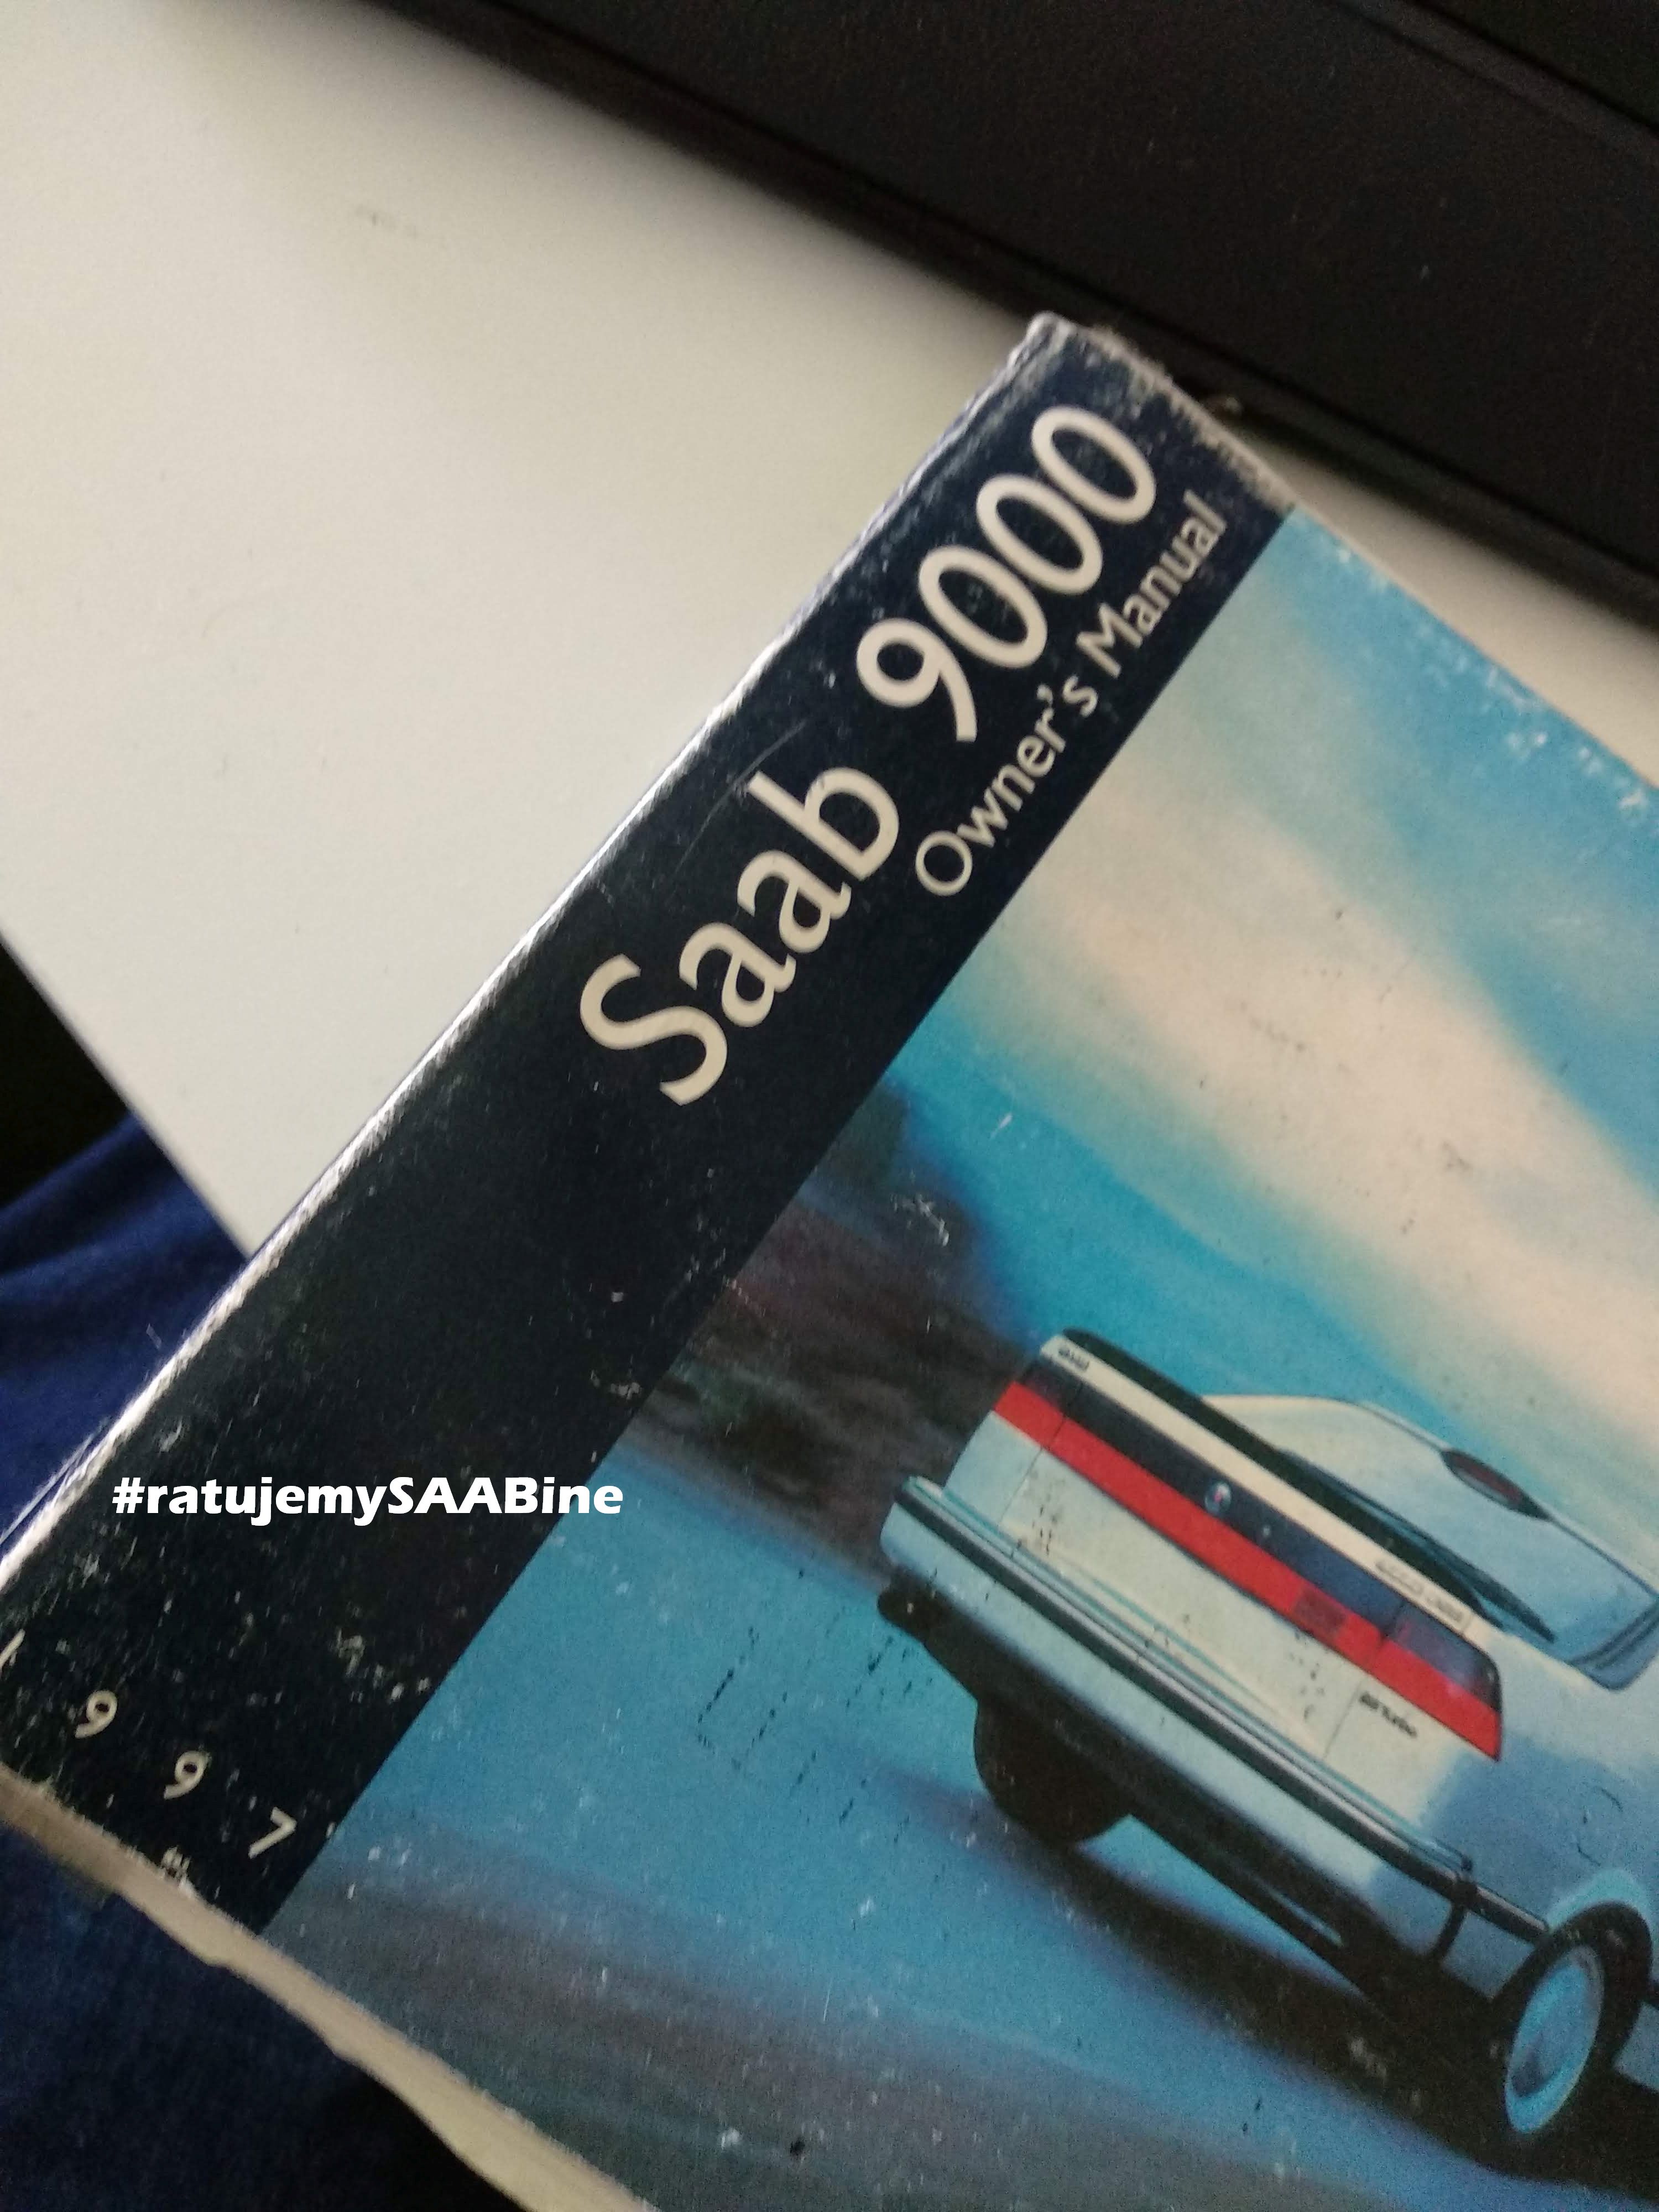 Saab 9000
Owner's Manual
#ratujemySAABine
1997